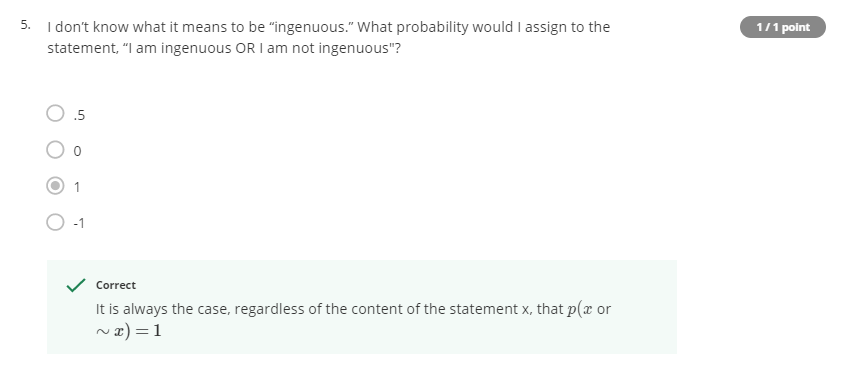 5. I don't know what it means to be "ingenuous." What probability would I assign to the
1 / 1 point
statement, "I am ingenuous OR I am not ingenuous"?
.5
0
1
-1
Correct
It is always the case, regardless of the content of the statement x, that p(x or
∼ x) = 1